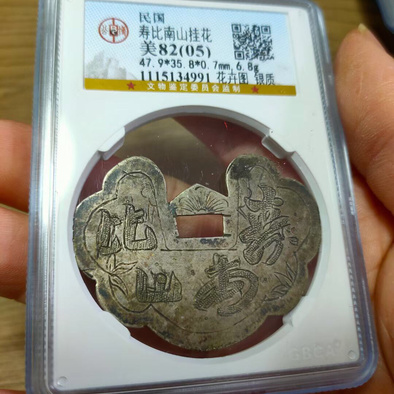 民国
寿比南山挂花
美82(05)
47.9*35.8*0.7mm,6.8g
1115134991 花卉图 银质
★ 文物鉴定委员会监制 ★
壽比
南山